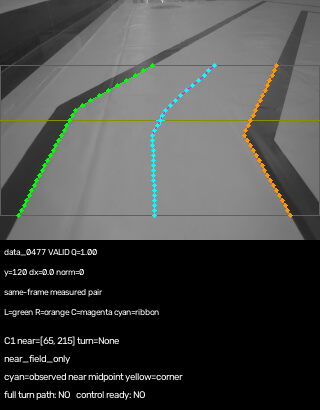 data_0477 VALID Q=1.00
y=120 dx=0.0 norm=0
same-frame measured pair
L=green R=orange C=magenta cyan=ribbon
C1 near=[65, 215] turn=None
near_field_only
cyan=observed near midpoint yellow=corner
full turn path: NO control ready: NO